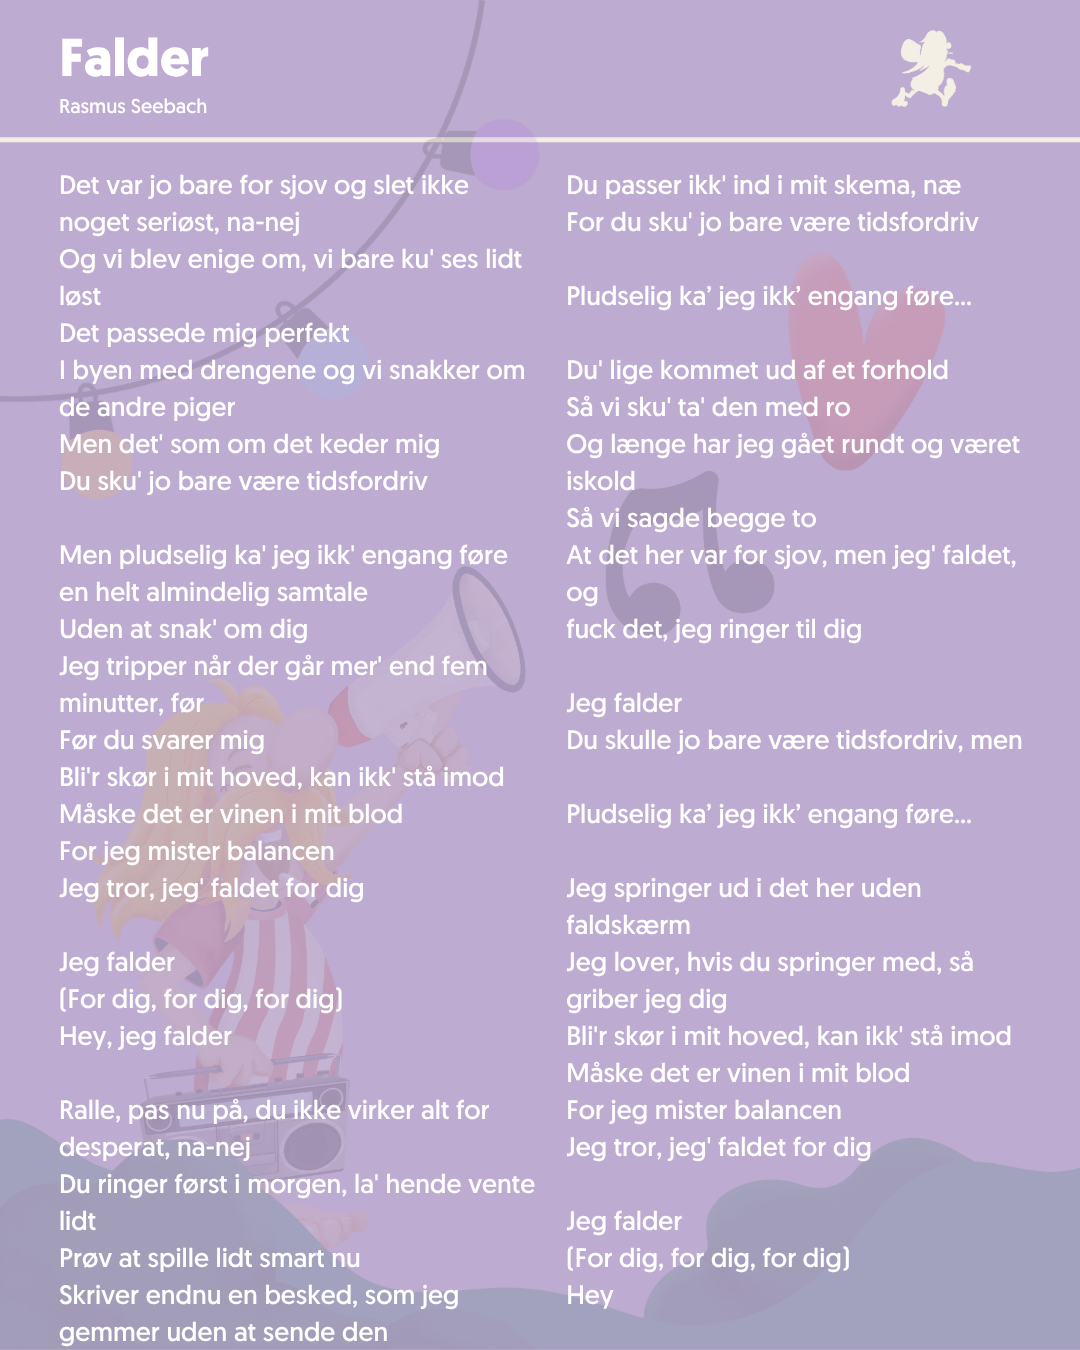 Falder
Rasmus Seebach
Det var jo bare for sjov og slet ikke
noget seriøst, na-nej
Og vi blev enige om, vi bare ku' ses lidt
løst
Det passede mig perfekt
I byen med drengene og vi snakker om
de andre piger
Men det' som om det keder mig
Du sku' jo bare være tidsfordriv

Men pludselig ka' jeg ikk' engang føre
en helt almindelig samtale
Uden at snak' om dig
Jeg tripper når der går mer' end fem
minutter, før
Før du svarer mig
Bli'r skør i mit hoved, kan ikk' stå imod
Måske det er vinen i mit blod
For jeg mister balancen
Jeg tror, jeg' faldet for dig

Jeg falder
(For dig, for dig, for dig)
Hey, jeg falder

Ralle, pas nu på, du ikke virker alt for
desperat, na-nej
Du ringer først i morgen, la' hende vente
lidt
Prøv at spille lidt smart nu
Skriver endnu en besked, som jeg
gemmer uden at sende den
Du passer ikk' ind i mit skema, næ
For du sku' jo bare være tidsfordriv

Pludselig ka’ jeg ikk’ engang føre...

Du' lige kommet ud af et forhold
Så vi sku' ta' den med ro
Og længe har jeg gået rundt og været
iskold
Så vi sagde begge to
At det her var for sjov, men jeg' faldet,
og
fuck det, jeg ringer til dig

Jeg falder
Du skulle jo bare være tidsfordriv, men

Pludselig ka’ jeg ikk’ engang føre...

Jeg springer ud i det her uden
faldskærm
Jeg lover, hvis du springer med, så
griber jeg dig
Bli'r skør i mit hoved, kan ikk' stå imod
Måske det er vinen i mit blod
For jeg mister balancen
Jeg tror, jeg' faldet for dig

Jeg falder
(For dig, for dig, for dig)
Hey